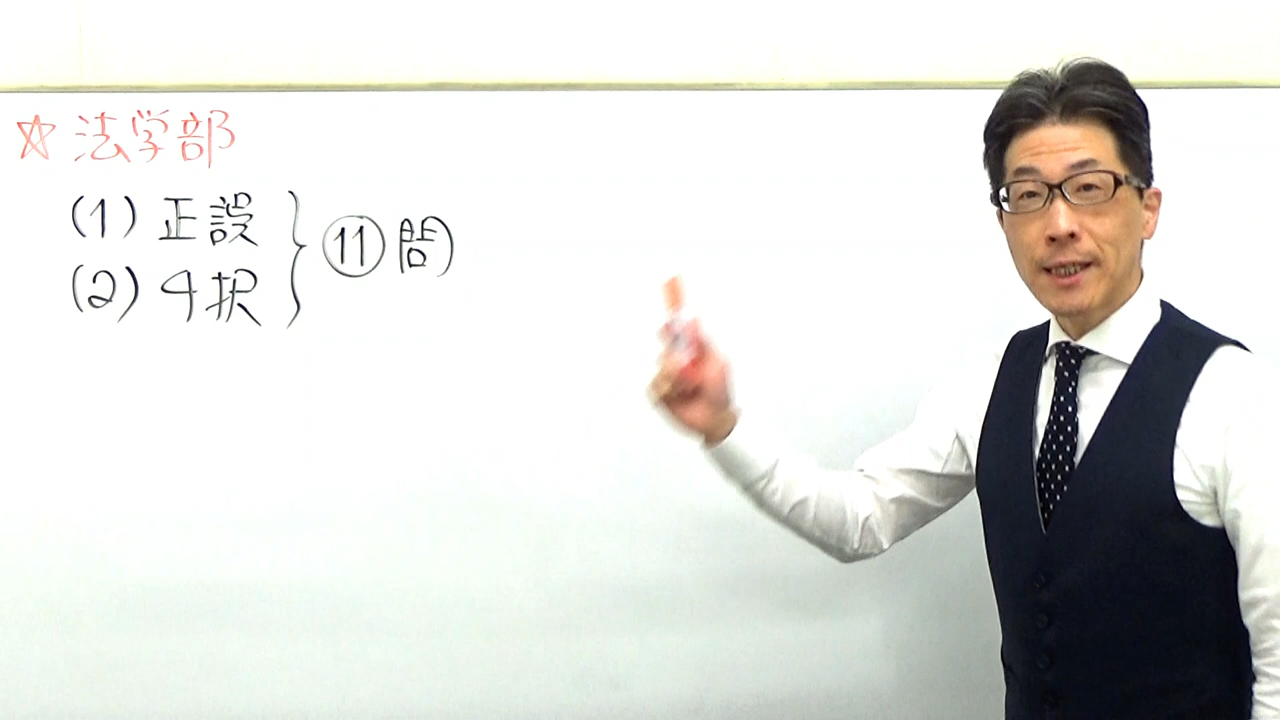 ☆ 法学部
(1) 正誤
(2) 4択
⑪問